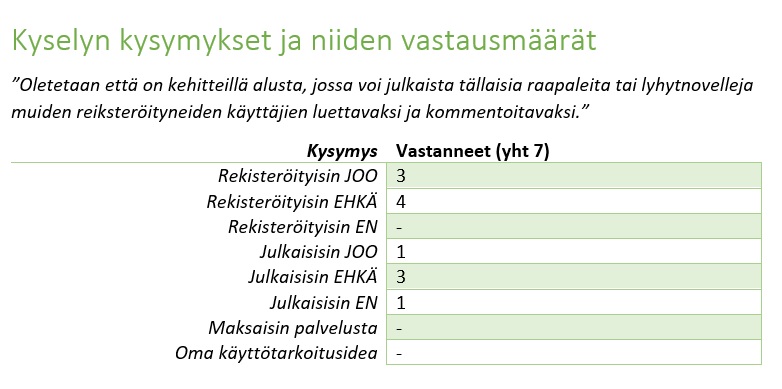 Kyselyn kysymykset ja niiden vastausmäärät
”Oletetaan että on kehitteillä alusta, jossa voi julkaista tällaisia raapaleita tai lyhytnovelleja
muiden reiksteröityneiden käyttäjien luettavaksi ja kommentoitavaksi.”
Kysymys Vastanneet (yht 7)
Rekisteröityisin JOO 3
Rekisteröityisin EHKÄ 4
Rekisteröityisin EN -
Julkaisisin JOO 1
Julkaisisin EHKÄ 3
Julkaisisin EN 1
Maksaisin palvelusta -
Oma käyttötarkoitusidea -